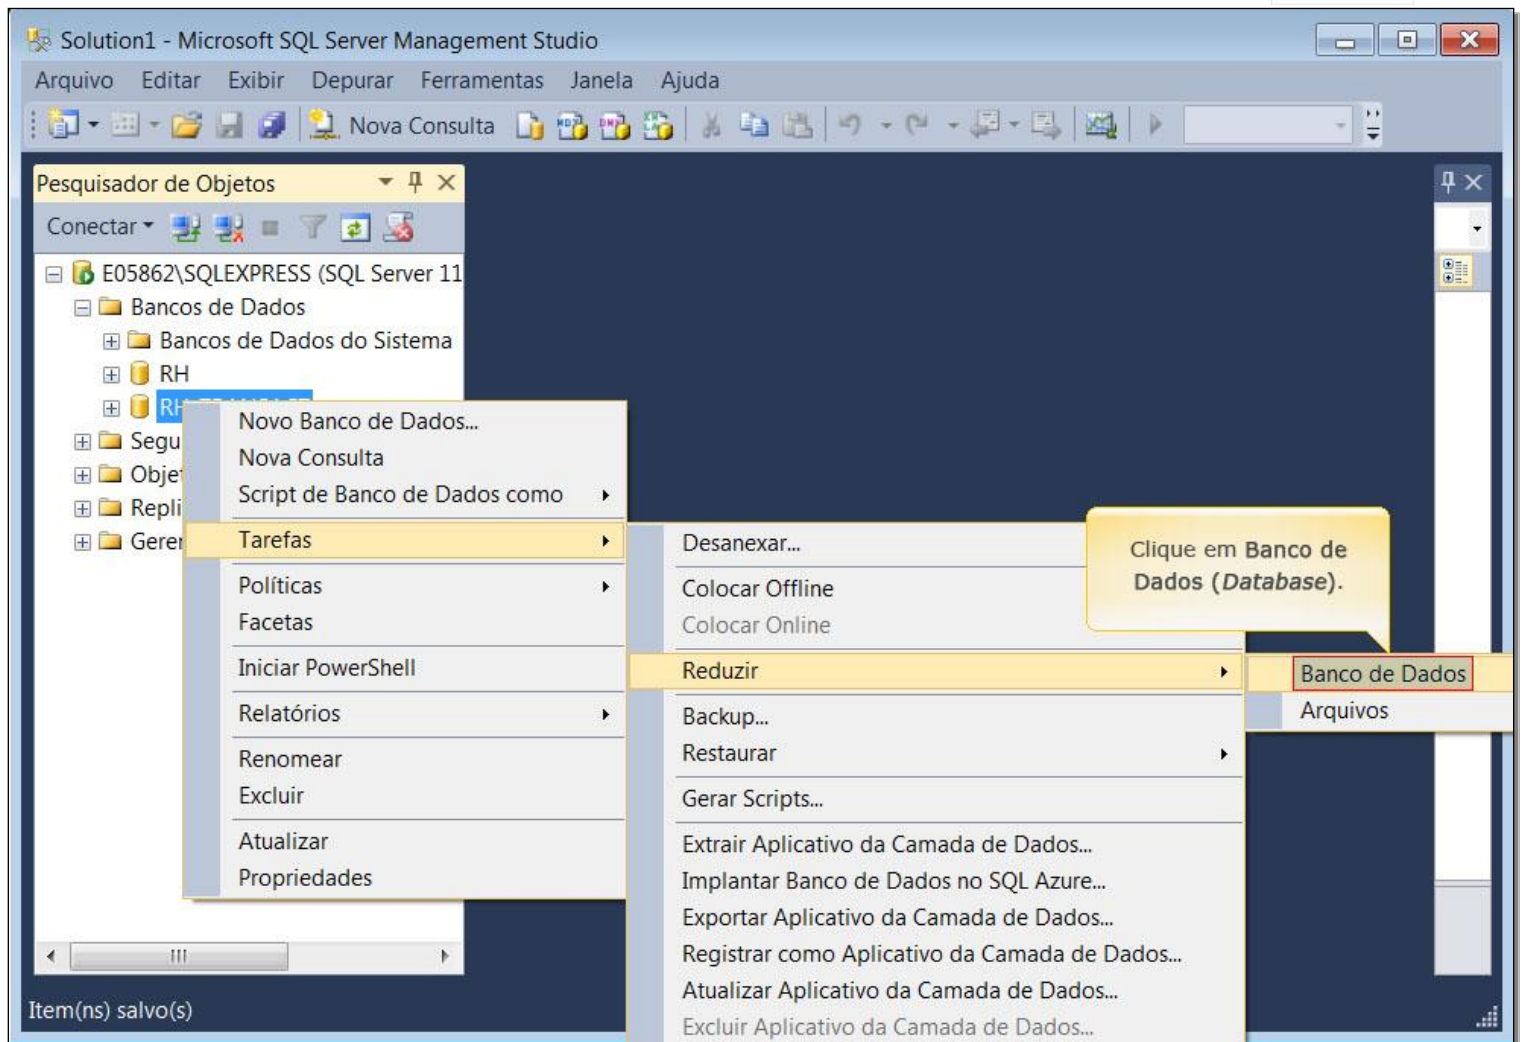 Solution1 - Microsoft SQL Server Management Studio
Arquivo Editar Exibir Depurar Ferramentas Janela Ajuda
Nova Consulta
Pesquisador de Objetos
Conectar
E05862\SQLEXPRESS (SQL Server 11
Bancos de Dados
Bancos de Dados do Sistema
RH
Segu
Objet
Repli
Geren
Novo Banco de Dados...
Nova Consulta
Script de Banco de Dados como
Tarefas
Políticas
Facetas
Iniciar PowerShell
Relatórios
Renomear
Excluir
Atualizar
Propriedades
Desanexar...
Colocar Offline
Colocar Online
Reduzir
Backup...
Restaurar
Gerar Scripts...
Extrair Aplicativo da Camada de Dados...
Implantar Banco de Dados no SQL Azure...
Exportar Aplicativo da Camada de Dados...
Registrar como Aplicativo da Camada de Dados...
Atualizar Aplicativo da Camada de Dados...
Excluir Aplicativo da Camada de Dados...
Clique em Banco de
Dados (Database).
Banco de Dados
Arquivos
Item(ns) salvo(s)